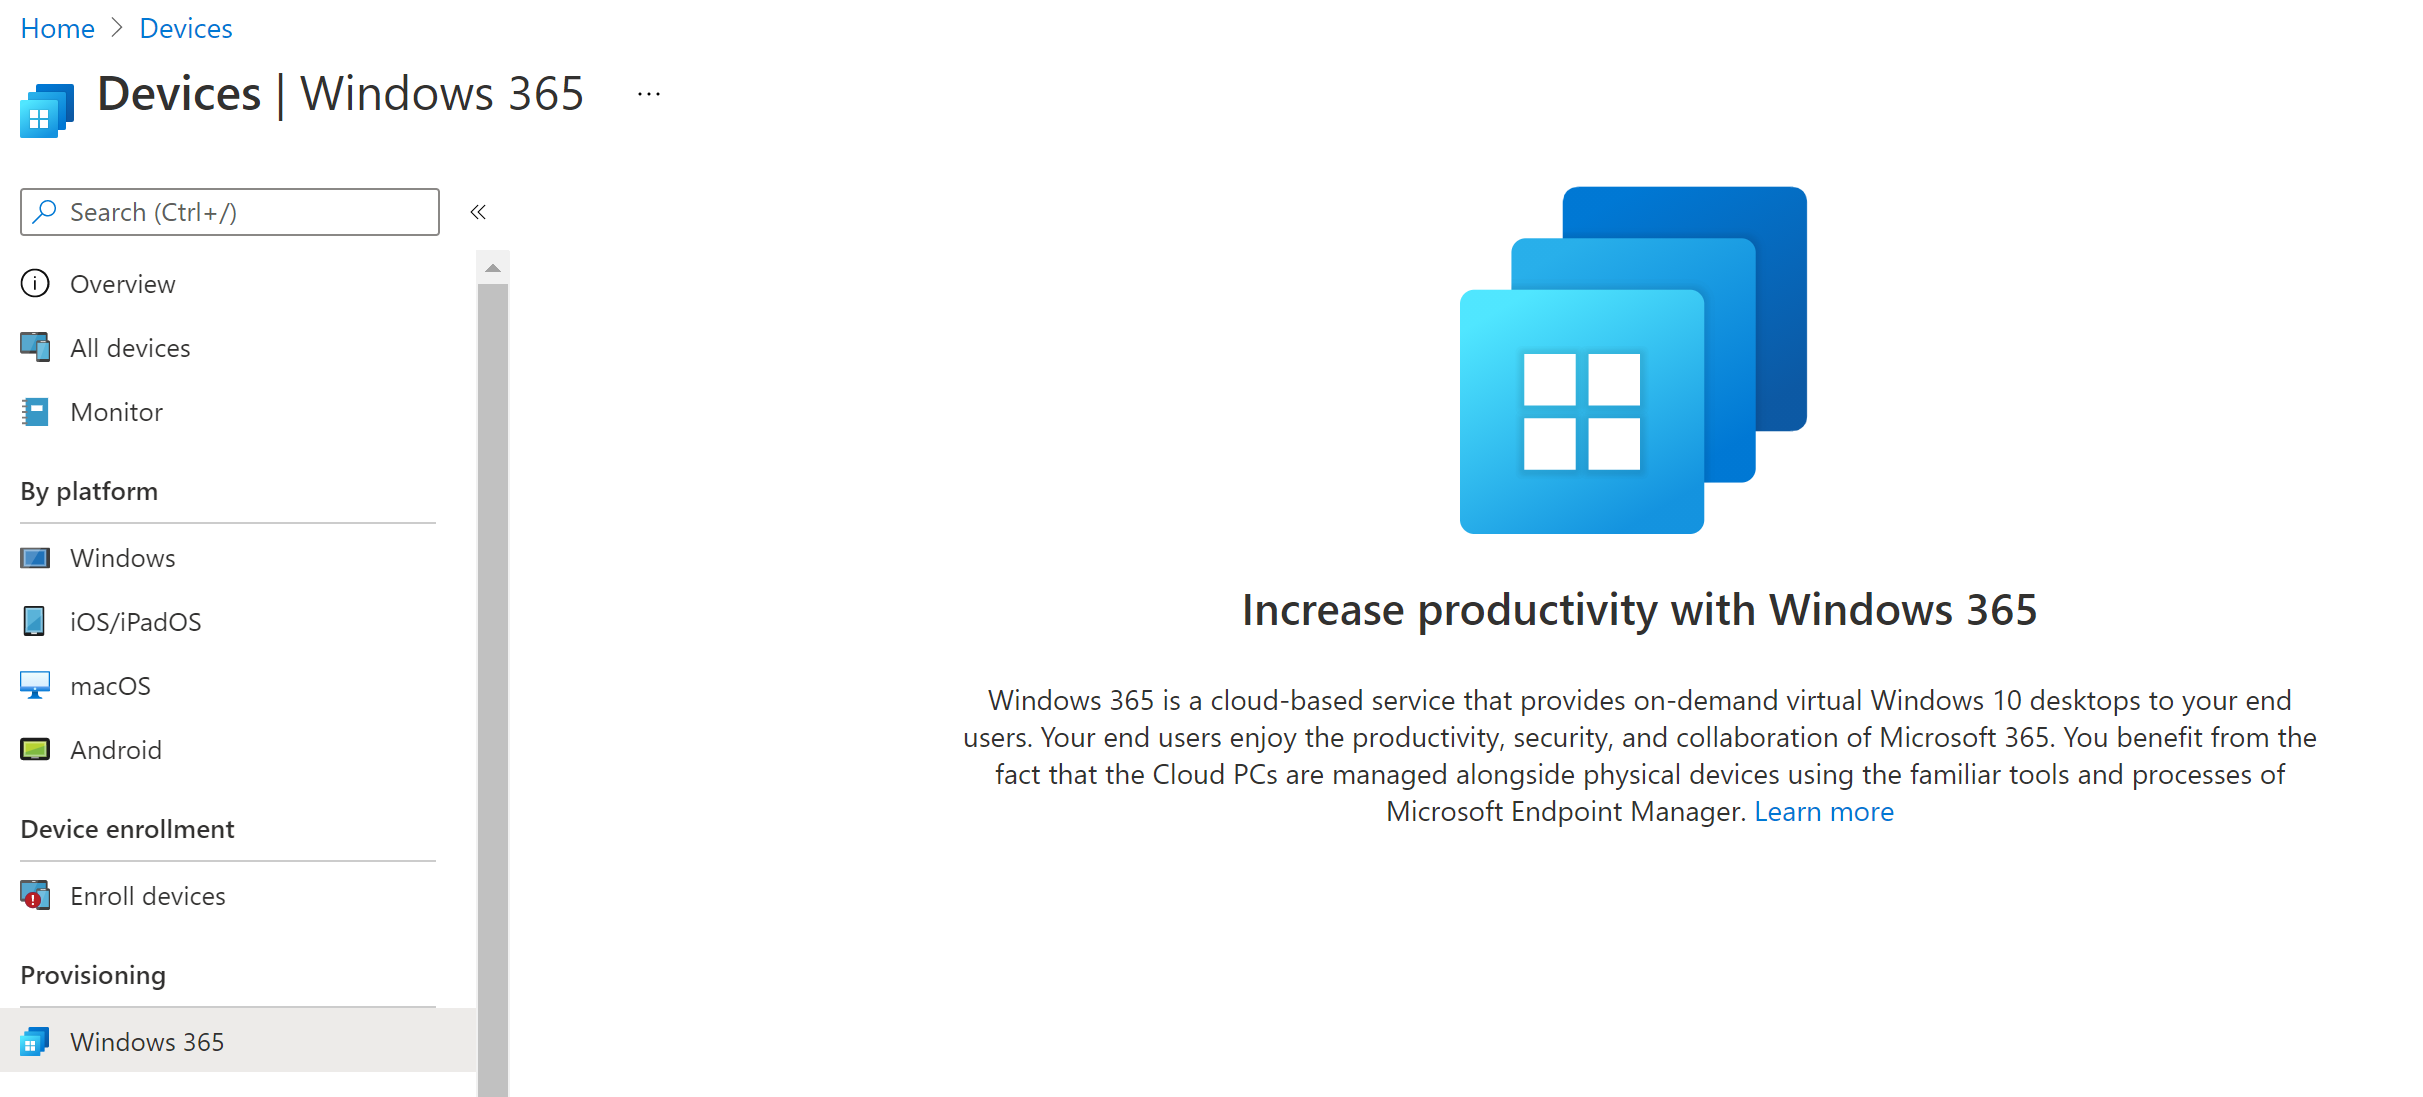 Home > Devices
Devices | Windows 365 ...
Search (Ctrl+/)
«
Overview
All devices
Monitor
By platform
Windows
iOS/iPadOS
macOS
Android
Device enrollment
Enroll devices
Provisioning
Windows 365
Increase productivity with Windows 365
Windows 365 is a cloud-based service that provides on-demand virtual Windows 10 desktops to your end
users. Your end users enjoy the productivity, security, and collaboration of Microsoft 365. You benefit from the
fact that the Cloud PCs are managed alongside physical devices using the familiar tools and processes of
Microsoft Endpoint Manager. Learn more